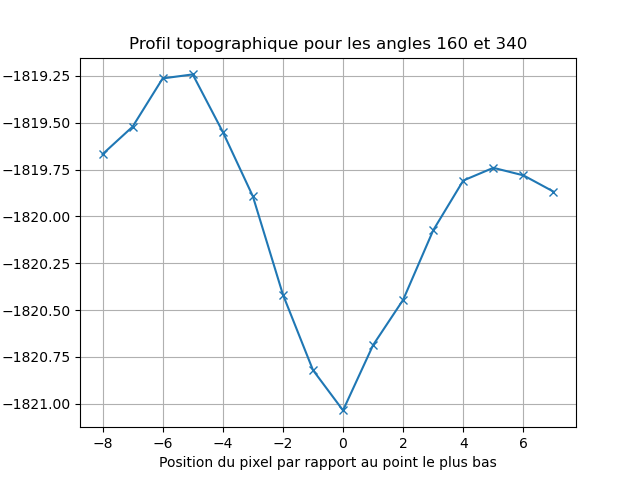 Profil topographique pour les angles 160 et 340
−1819.25
−1819.50
−1819.75
−1820.00
−1820.25
−1820.50
−1820.75
−1821.00
−8 −6 −4 −2 0 2 4 6
Position du pixel par rapport au point le plus bas